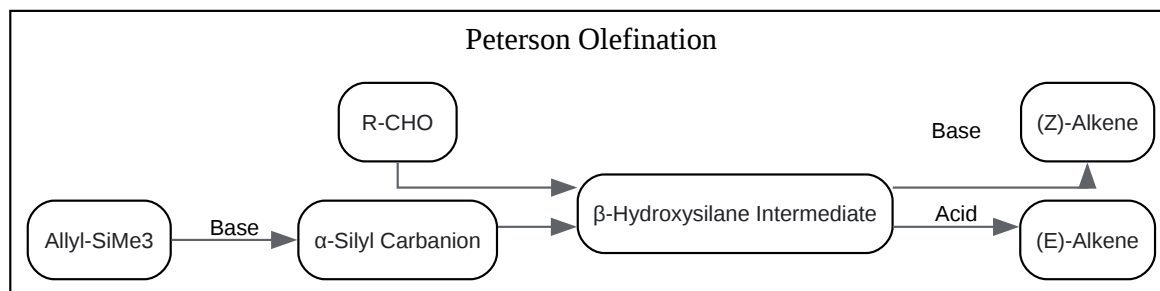 Peterson Olefination
R-CHO
Base
(Z)-Alkene
Allyl-SiMe3
Base
α-Silyl Carbanion
β-Hydroxysilane Intermediate
Acid
(E)-Alkene